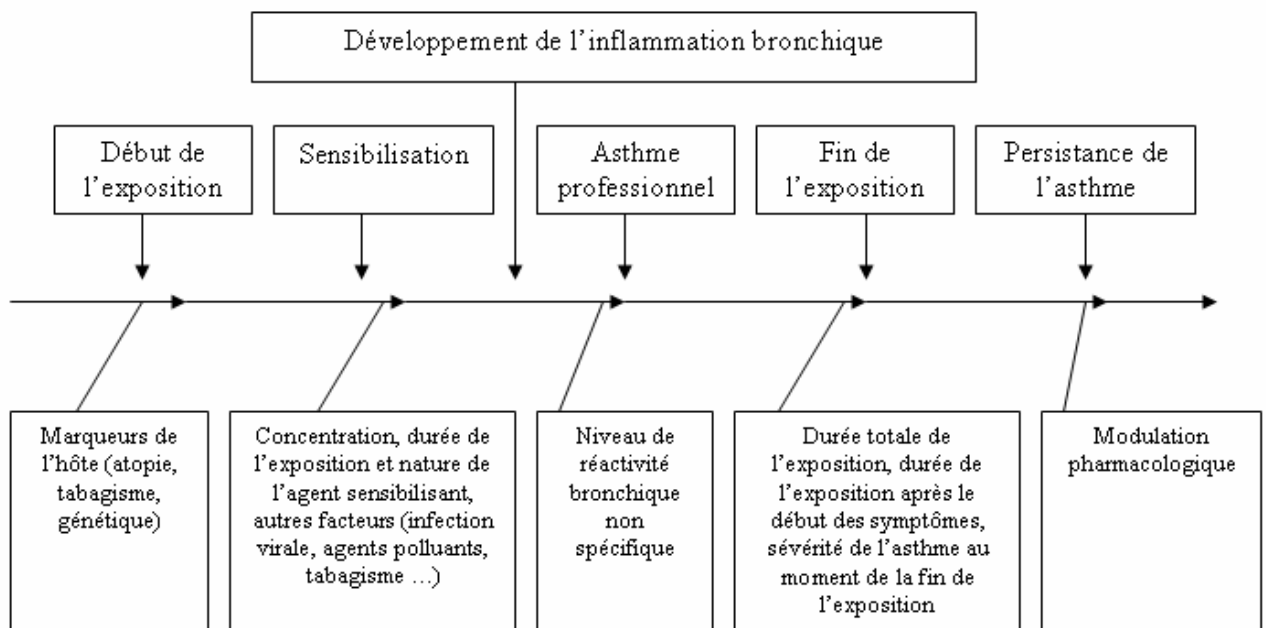 Développement de l'inflammation bronchique
Début de
l'exposition
Sensibilisation
Asthme
professionnel
Fin de
l'exposition
Persistance de
l'asthme
Marqueurs de
l'hôte (atopie,
tabagisme,
génétique)
Concentration, durée de
l'exposition et nature de
l'agent sensibilisant,
autres facteurs (infection
virale, agents polluants,
tabagisme ...)
Niveau de
réactivité
bronchique
non
spécifique
Durée totale de
l'exposition, durée de
l'exposition après le
début des symptômes,
sévérité de l'asthme au
moment de la fin de
l'exposition
Modulation
pharmacologique